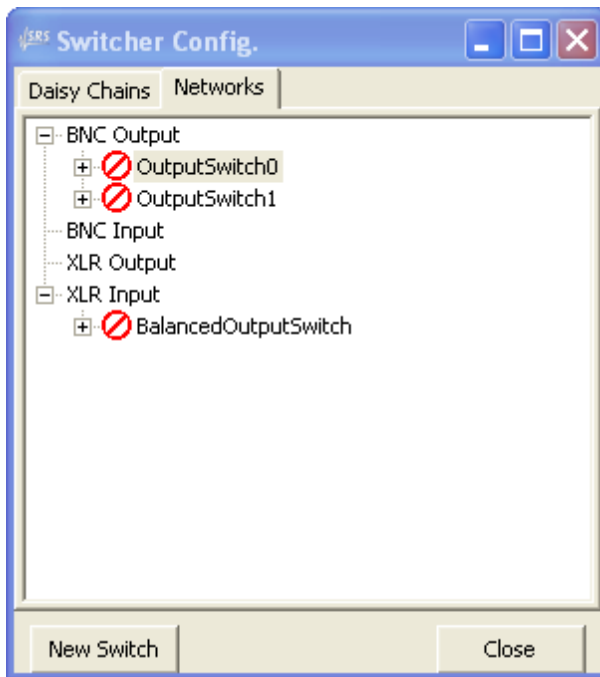 SRS Switcher Config.
Daisy Chains Networks
BNC Output
OutputSwitch0
OutputSwitch1
BNC Input
XLR Output
XLR Input
BalancedOutputSwitch
New Switch Close